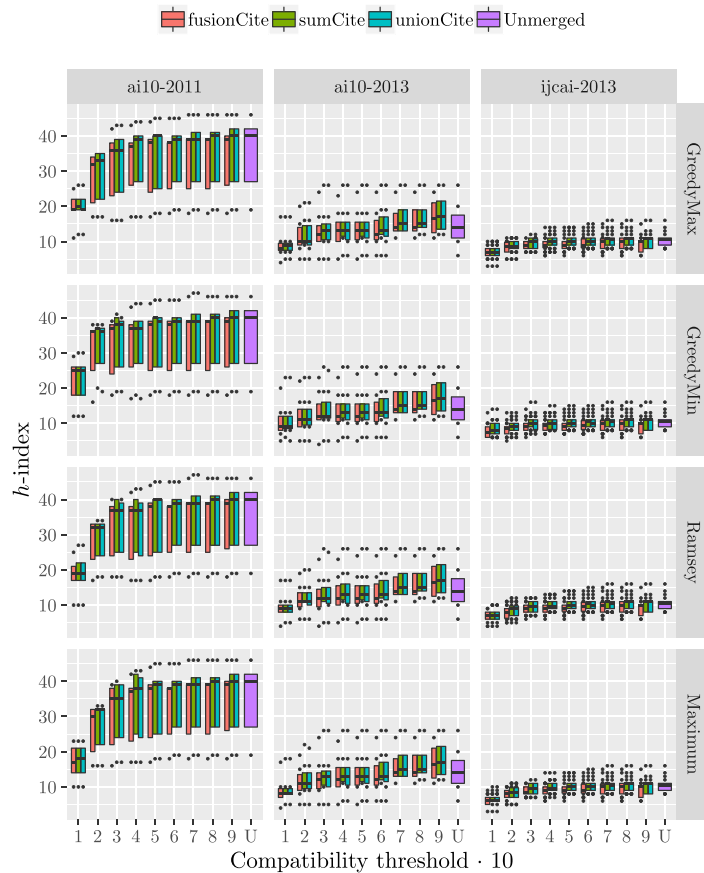 fusionCite sumCite unionCite Unmerged
ai10-2011 ai10-2013 ijcai-2013
40
30
20
10
GreedyMax
40
30
20
10
GreedyMin
h-index
40
30
20
10
Ramsey
40
30
20
10
Maximum
1 2 3 4 5 6 7 8 9 U 1 2 3 4 5 6 7 8 9 U 1 2 3 4 5 6 7 8 9 U
Compatibility threshold · 10